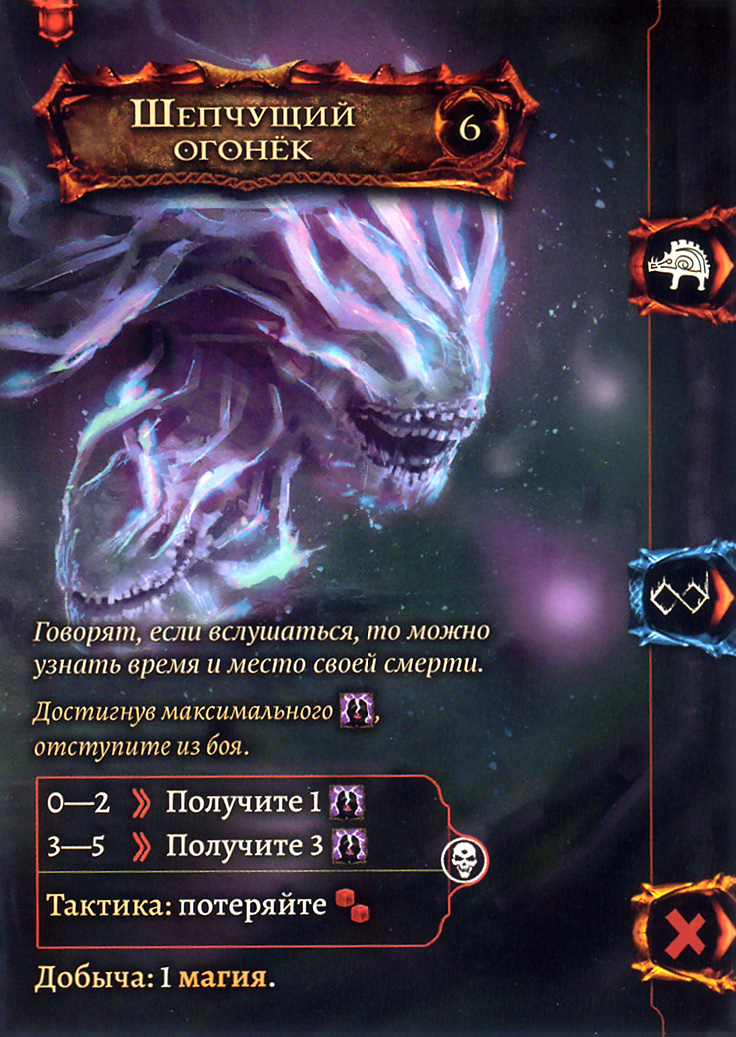 Шепчущий
огонёк
6
Говорят, если вслушаться, то можно
узнать время и место своей смерти.
Достигнув максимального ,
отступите из боя.
0—2 Получите 1
3—5 Получите 3
Тактика: потеряйте
Добыча: 1 магия.